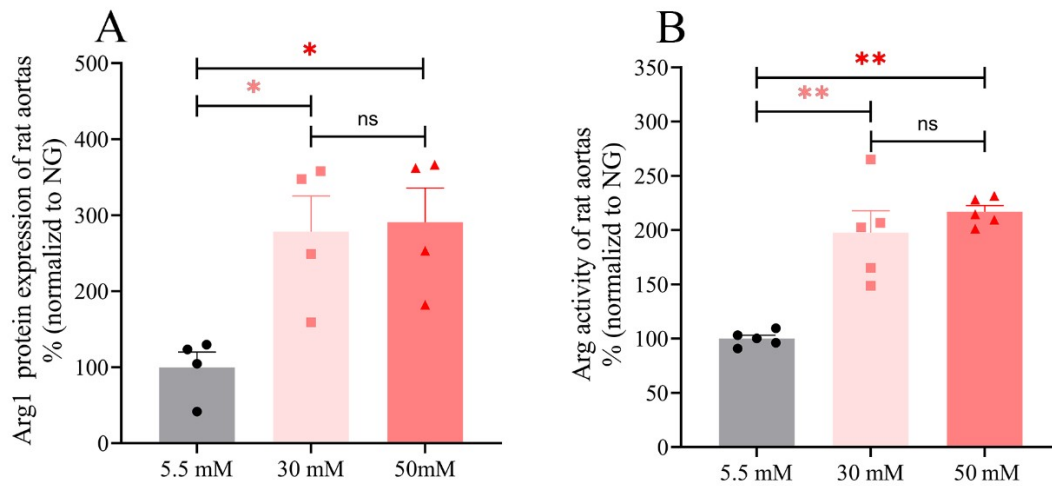 A
Arg1 protein expression of rat aortas
% (normalizd to NG)
500
400
300
200
100
0
*
*
ns
5.5 mM
30 mM
50mM
B
Arg activity of rat aortas
% (normalizd to NG)
350
300
250
200
150
100
50
0
**
**
ns
5.5 mM
30 mM
50 mM